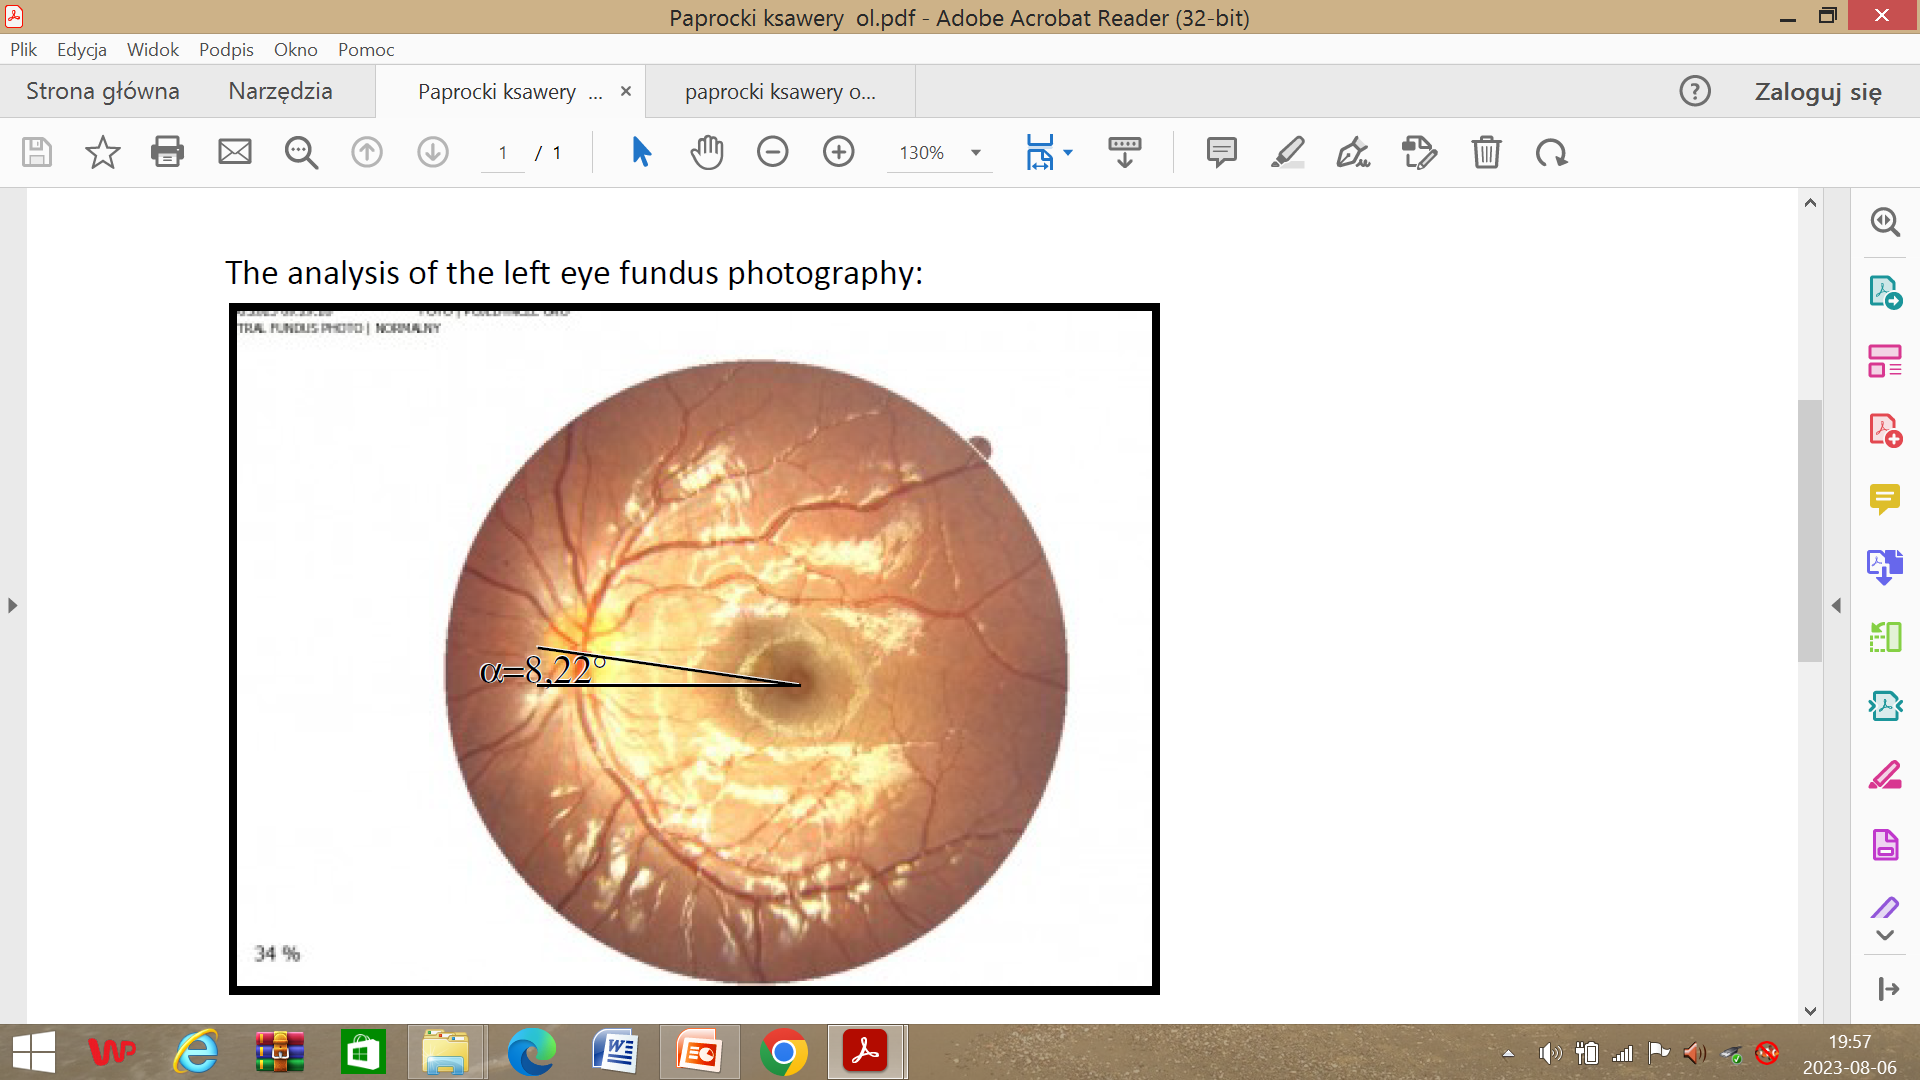 Paprocki ksawery  ol.pdf - Adobe Acrobat Reader (32-bit)
Plik Edycja Widok Podpis Okno Pomoc
Strona główna Narzędzia Paprocki ksawery ... × paprocki ksawery o... ? Zaloguj się
1 / 1 130%
The analysis of the left eye fundus photography:
TRAL FUNDUS PHOTO | NORMALNY
α=8,22°
34 %
19:57
2023-08-06